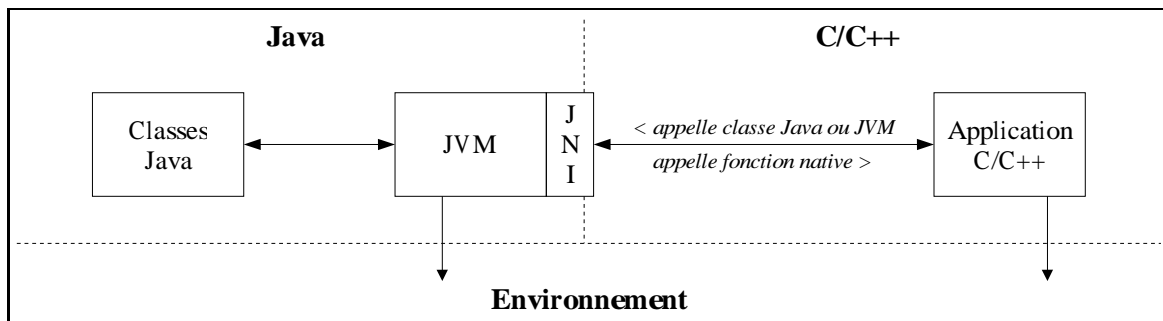 Java
C/C++
Classes
Java
JVM
J
N
I
< appelle classe Java ou JVM
appelle fonction native >
Application
C/C++
Environnement